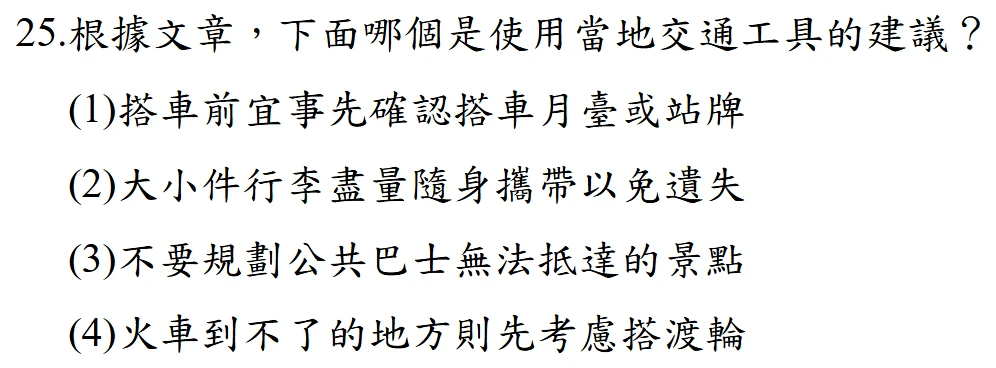 25.根據文章，下面哪個是使用當地交通工具的建議？
(1)搭車前宜事先確認搭車月臺或站牌
(2)大小件行李盡量隨身攜帶以免遺失
(3)不要規劃公共巴士無法抵達的景點
(4)火車到不了的地方則先考慮搭渡輪